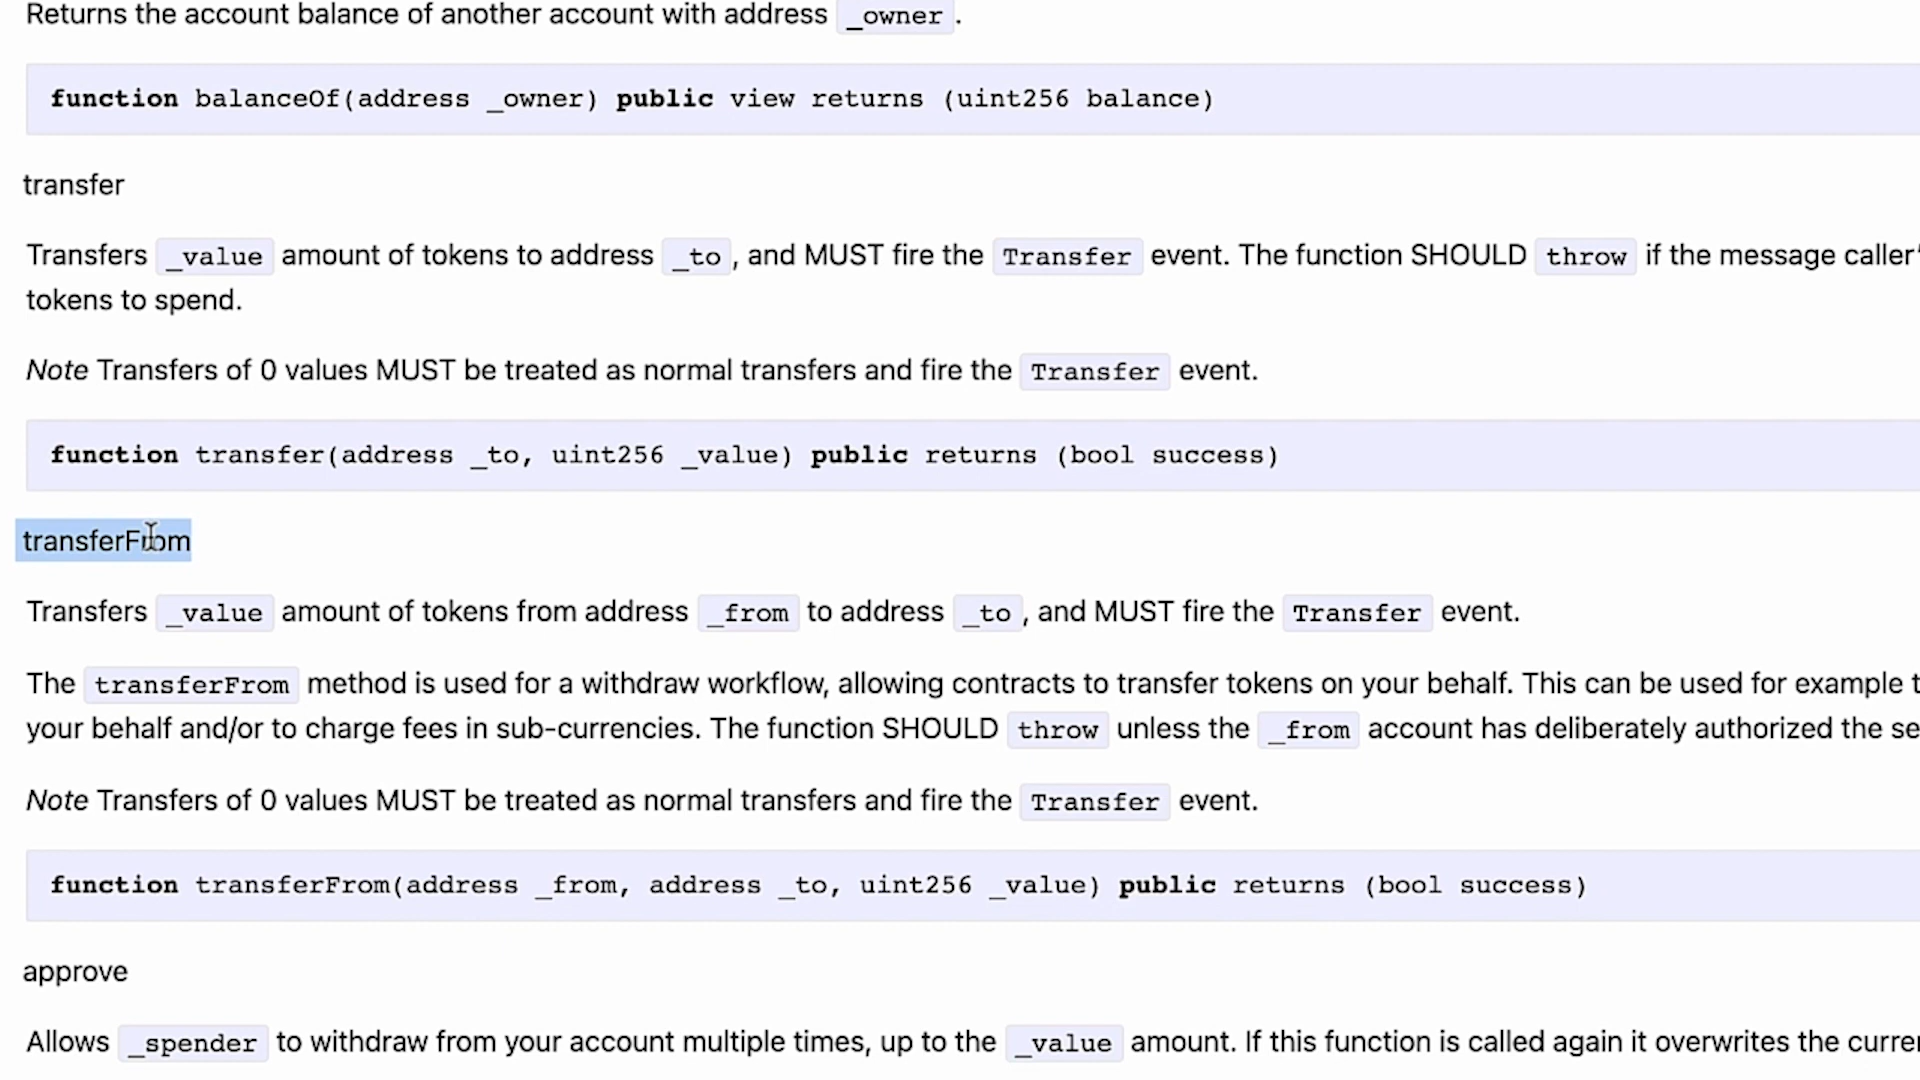 Returns the account balance of another account with address _owner .
function balanceOf(address _owner) public view returns (uint256 balance)
transfer
Transfers _value amount of tokens to address _to , and MUST fire the Transfer event. The function SHOULD throw if the message caller'
tokens to spend.
Note Transfers of 0 values MUST be treated as normal transfers and fire the Transfer event.
function transfer(address _to, uint256 _value) public returns (bool success)
transferFrom
Transfers _value amount of tokens from address _from to address _to , and MUST fire the Transfer event.
The transferFrom method is used for a withdraw workflow, allowing contracts to transfer tokens on your behalf. This can be used for example t
your behalf and/or to charge fees in sub-currencies. The function SHOULD throw unless the _from account has deliberately authorized the se
Note Transfers of 0 values MUST be treated as normal transfers and fire the Transfer event.
function transferFrom(address _from, address _to, uint256 _value) public returns (bool success)
approve
Allows _spender to withdraw from your account multiple times, up to the _value amount. If this function is called again it overwrites the curre